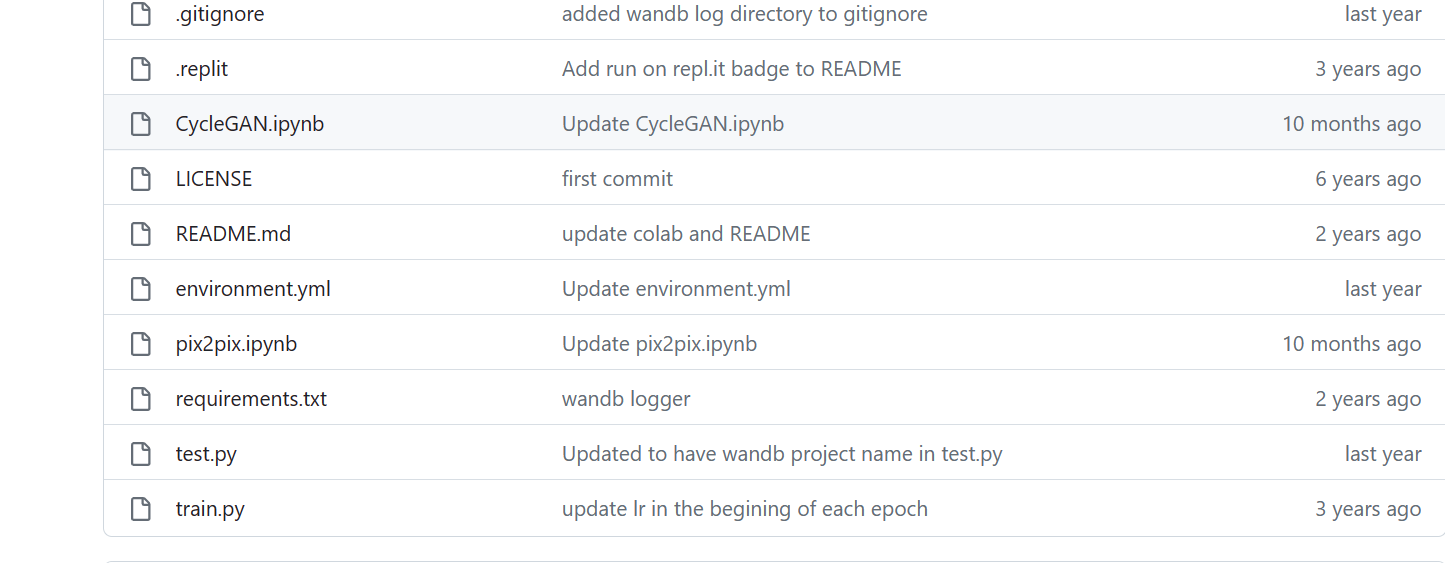 .gitignore added wandb log directory to gitignore last year
.replit Add run on repl.it badge to README 3 years ago
CycleGAN.ipynb Update CycleGAN.ipynb 10 months ago
LICENSE first commit 6 years ago
README.md update colab and README 2 years ago
environment.yml Update environment.yml last year
pix2pix.ipynb Update pix2pix.ipynb 10 months ago
requirements.txt wandb logger 2 years ago
test.py Updated to have wandb project name in test.py last year
train.py update lr in the begining of each epoch 3 years ago